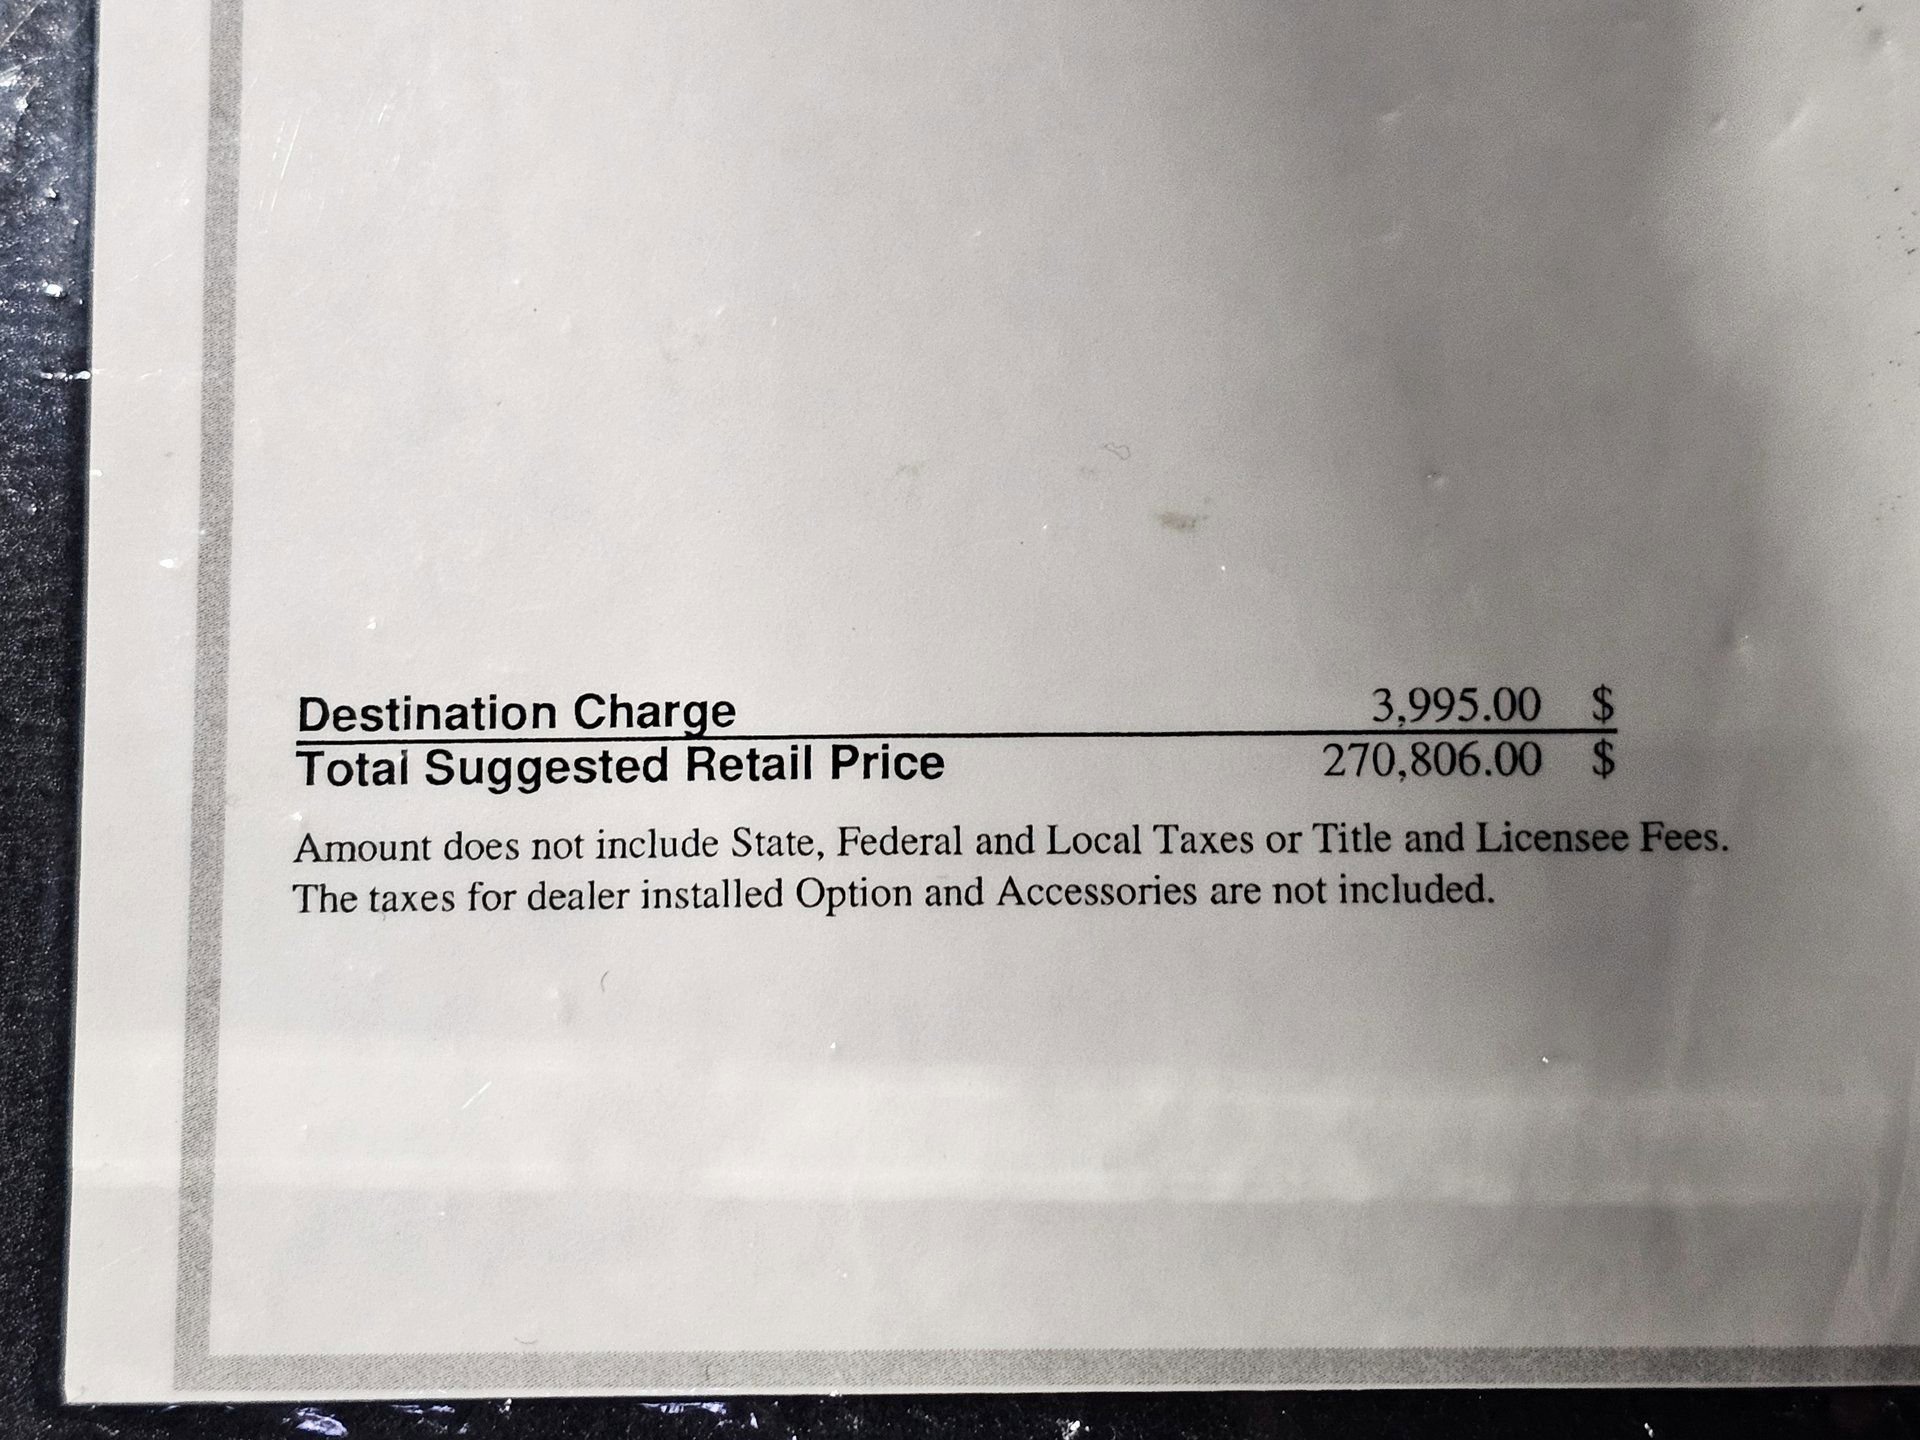 Destination Charge 3,995.00 $
Total Suggested Retail Price 270,806.00 $
Amount does not include State, Federal and Local Taxes or Title and Licensee Fees.
The taxes for dealer installed Option and Accessories are not included.